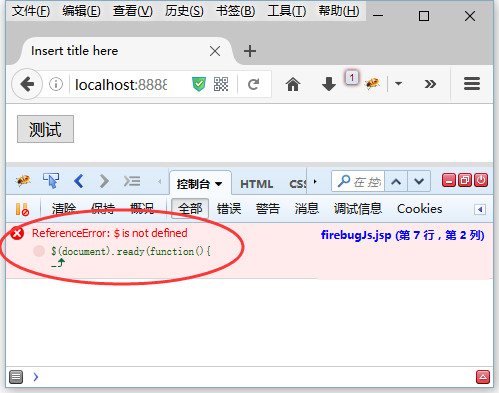 文件(F) 编辑(E) 查看(V) 历史(S) 书签(B) 工具(T) 帮助(H)
Insert title here
localhost:8888
1
测试
控制台 HTML CSS 在 控
清除 保持 概况 全部 错误 警告 消息 调试信息 Cookies
ReferenceError: $ is not defined firebugJs.jsp (第 7 行，第 2 列)
$(document).ready(function(){